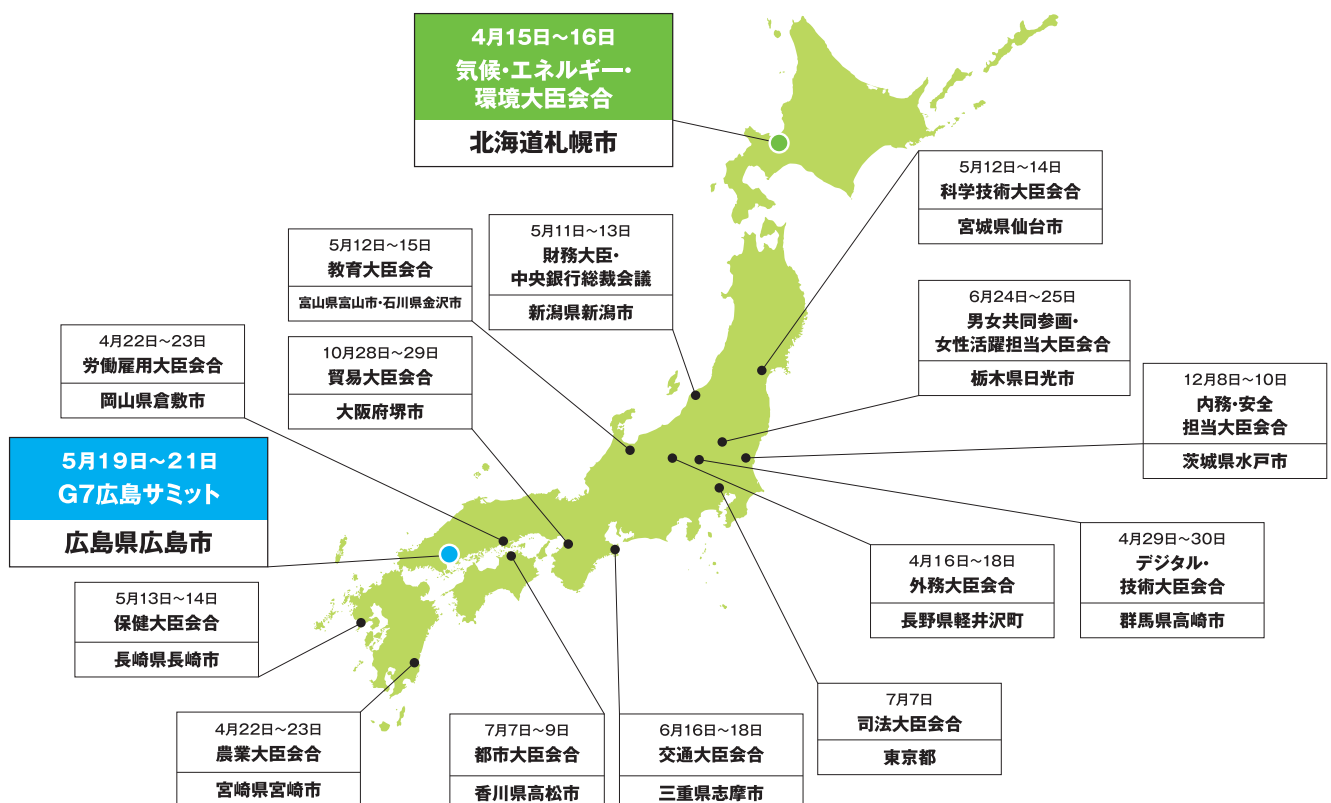 4月15日～16日
気候・エネルギー・
環境大臣会合
北海道札幌市
5月12日～14日
科学技術大臣会合
宮城県仙台市
5月11日～13日
財務大臣・
中央銀行総裁会議
新潟県新潟市
5月12日～15日
教育大臣会合
富山県富山市・石川県金沢市
6月24日～25日
男女共同参画・
女性活躍担当大臣会合
栃木県日光市
4月22日～23日
労働雇用大臣会合
岡山県倉敷市
10月28日～29日
貿易大臣会合
大阪府堺市
12月8日～10日
内務・安全
担当大臣会合
茨城県水戸市
5月19日～21日
G7広島サミット
広島県広島市
4月16日～18日
外務大臣会合
長野県軽井沢町
4月29日～30日
デジタル・
技術大臣会合
群馬県高崎市
5月13日～14日
保健大臣会合
長崎県長崎市
7月7日
司法大臣会合
東京都
4月22日～23日
農業大臣会合
宮崎県宮崎市
7月7日～9日
都市大臣会合
香川県高松市
6月16日～18日
交通大臣会合
三重県志摩市